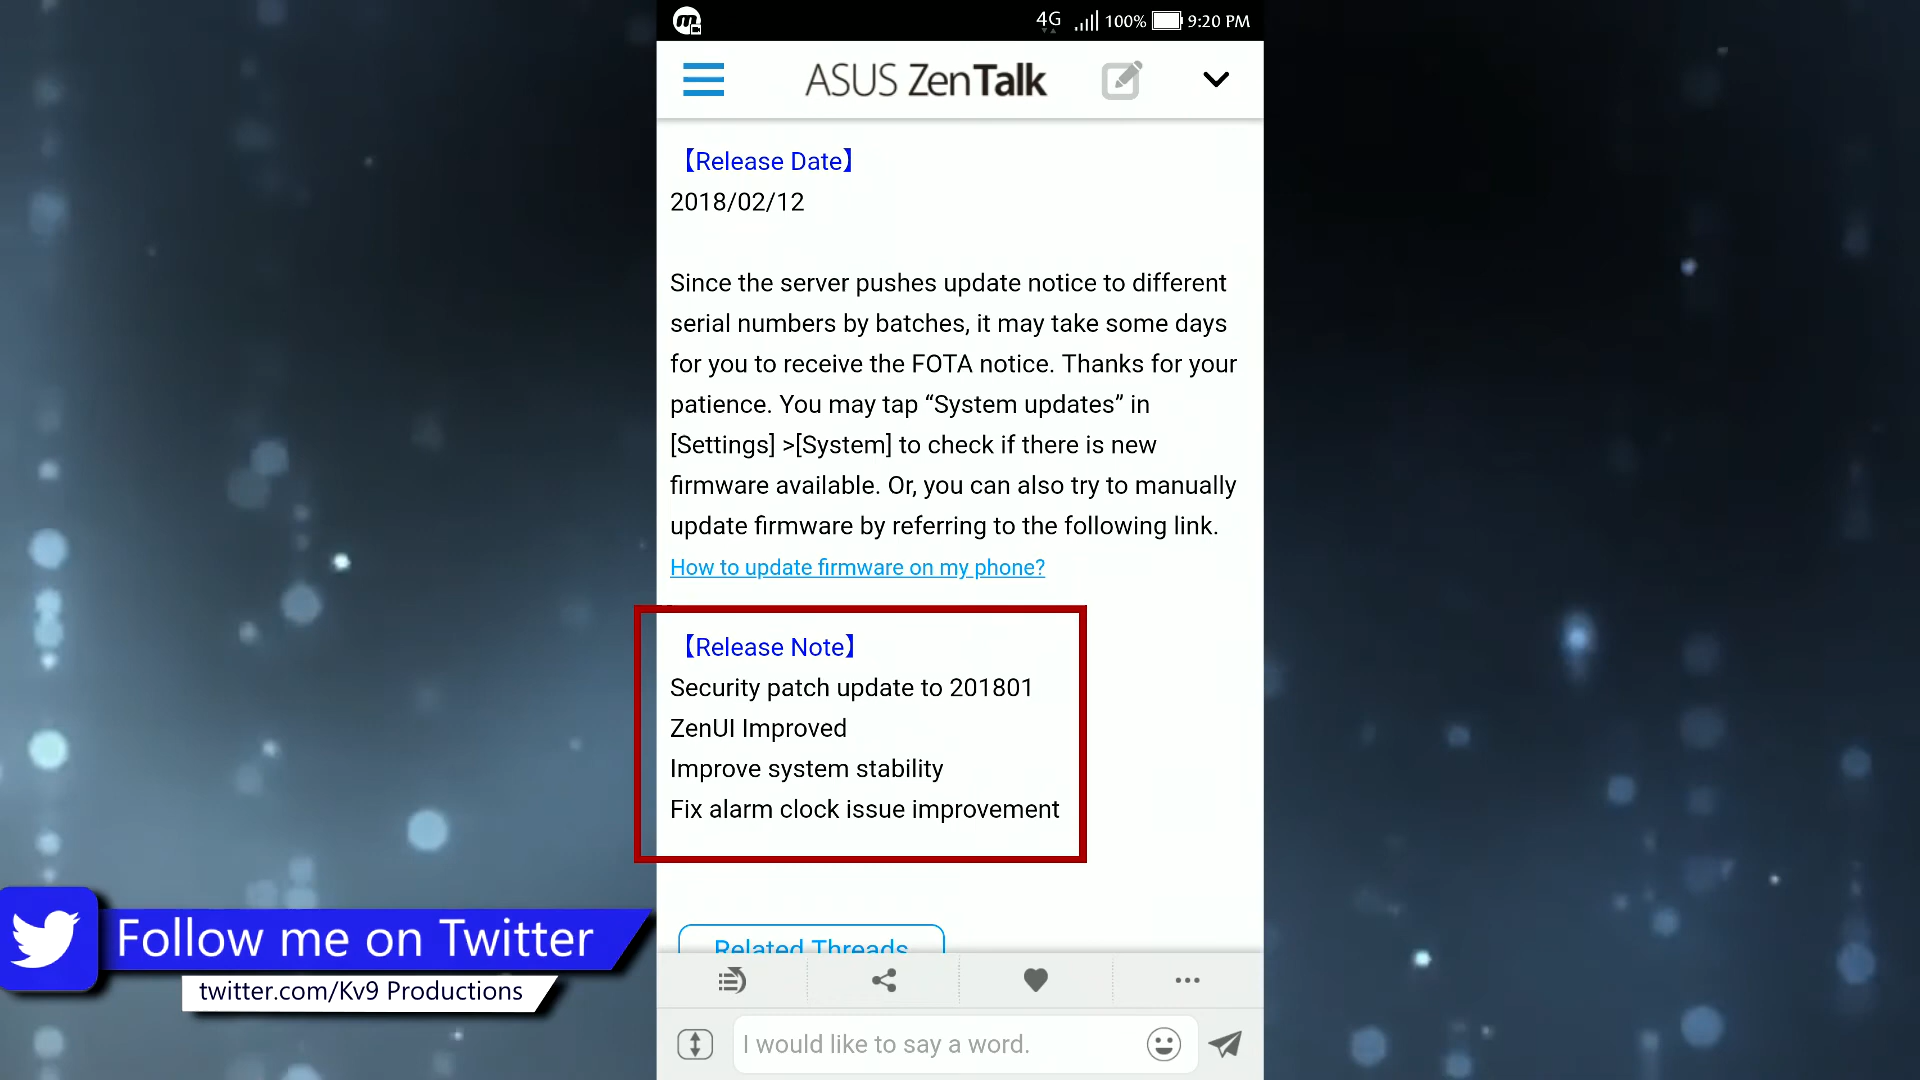 4G 100% 9:20 PM
ASUS ZenTalk
【Release Date】
2018/02/12
Since the server pushes update notice to different
serial numbers by batches, it may take some days
for you to receive the FOTA notice. Thanks for your
patience. You may tap “System updates” in
[Settings] >[System] to check if there is new
firmware available. Or, you can also try to manually
update firmware by referring to the following link.
How to update firmware on my phone?
【Release Note】
Security patch update to 201801
ZenUI Improved
Improve system stability
Fix alarm clock issue improvement
Related Threads
I would like to say a word.
Follow me on Twitter
twitter.com/Kv9 Productions